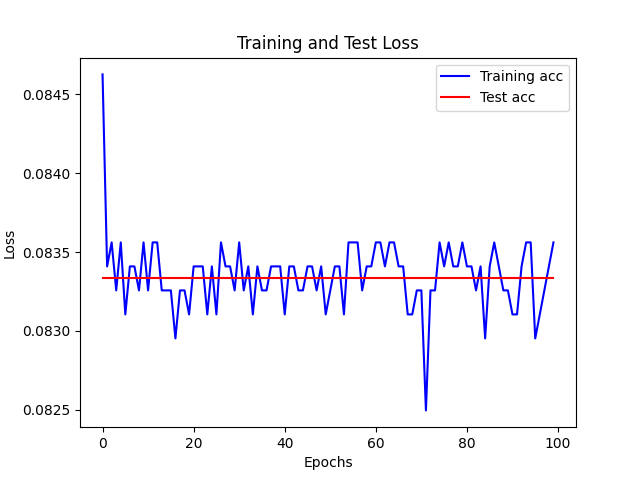 Training and Test Loss
Training acc
Test acc
0.0845
0.0840
0.0835
0.0830
0.0825
Loss
0 20 40 60 80 100
Epochs